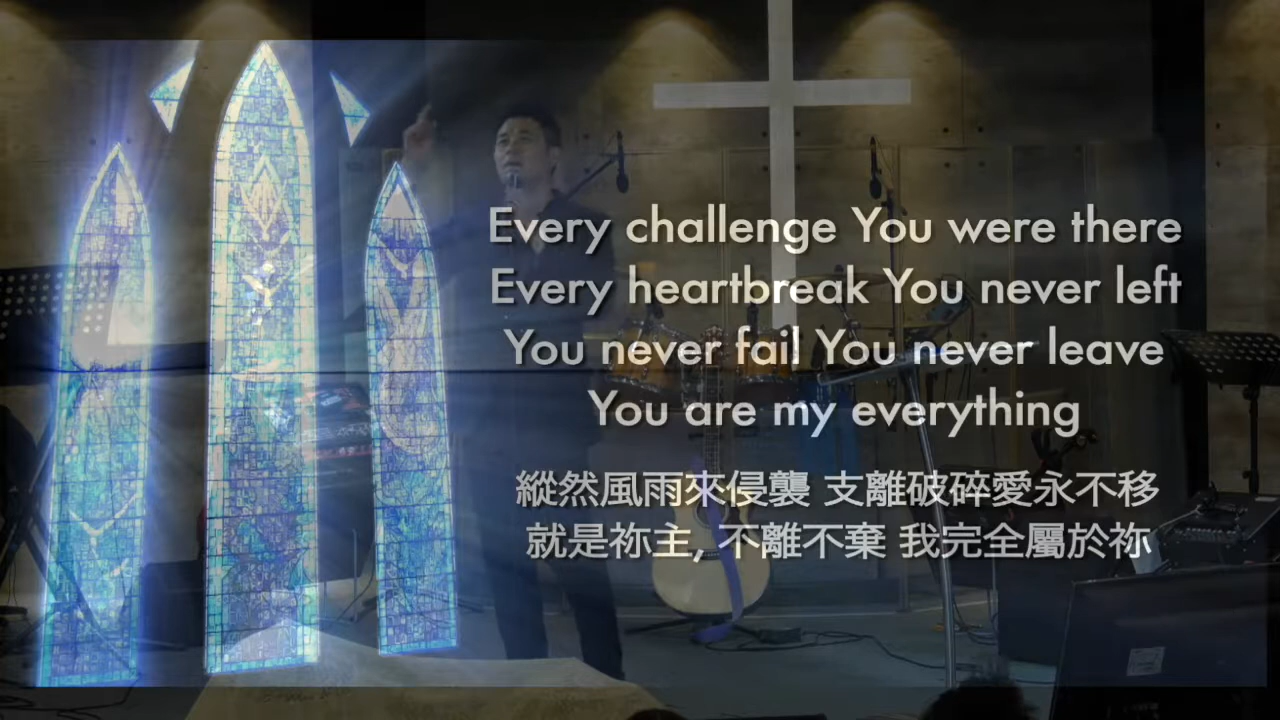 Every challenge You were there
Every heartbreak You never left
You never fail You never leave
You are my everything
縱然風雨來侵襲 支離破碎愛永不移
就是祢主, 不離不棄 我完全屬於祢